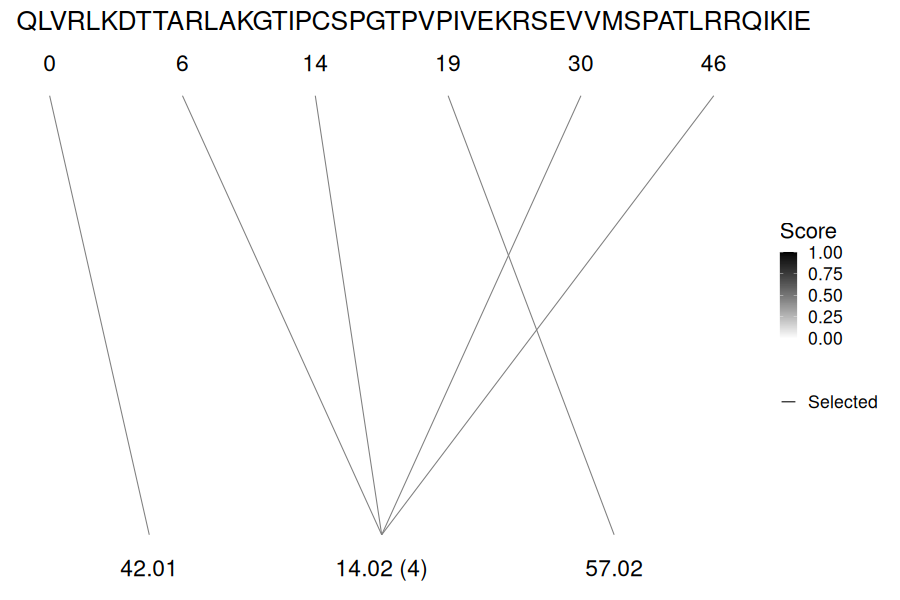 QLVRLKDTTARLAKGTIPCSPGTPVPIVEKRSEVVMSPATLRRQIKIE
0 6 14 19 30 46
Score
1.00
0.75
0.50
0.25
0.00
Selected
42.01 14.02 (4) 57.02